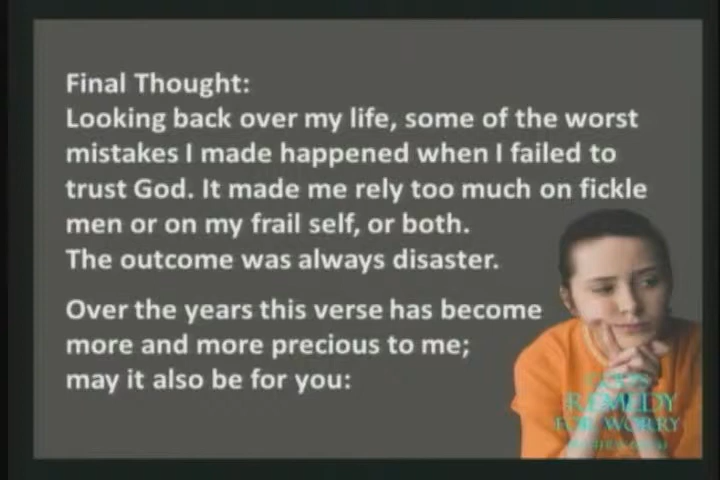 Final Thought:
Looking back over my life, some of the worst
mistakes I made happened when I failed to
trust God. It made me rely too much on fickle
men or on my frail self, or both.
The outcome was always disaster.
Over the years this verse has become
more and more precious to me;
may it also be for you:
GOD'S
REMEDY
FOR WORRY